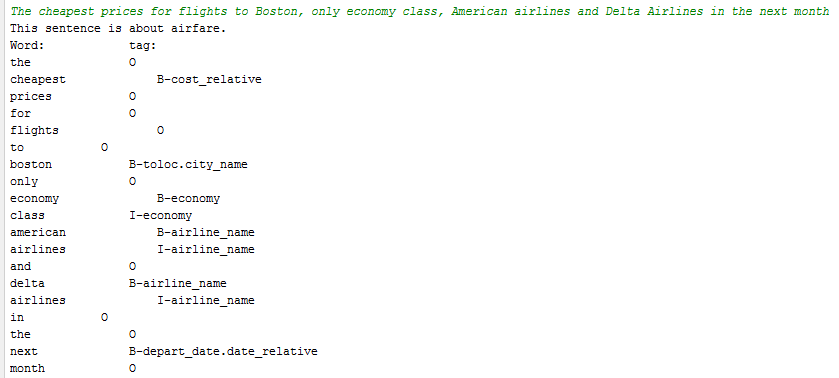 The cheapest prices for flights to Boston, only economy class, American airlines and Delta Airlines in the next month
This sentence is about airfare.
Word: tag:
the O
cheapest B-cost_relative
prices O
for O
flights O
to O
boston B-toloc.city_name
only O
economy B-economy
class I-economy
american B-airline_name
airlines I-airline_name
and O
delta B-airline_name
airlines I-airline_name
in O
the O
next B-depart_date.date_relative
month O